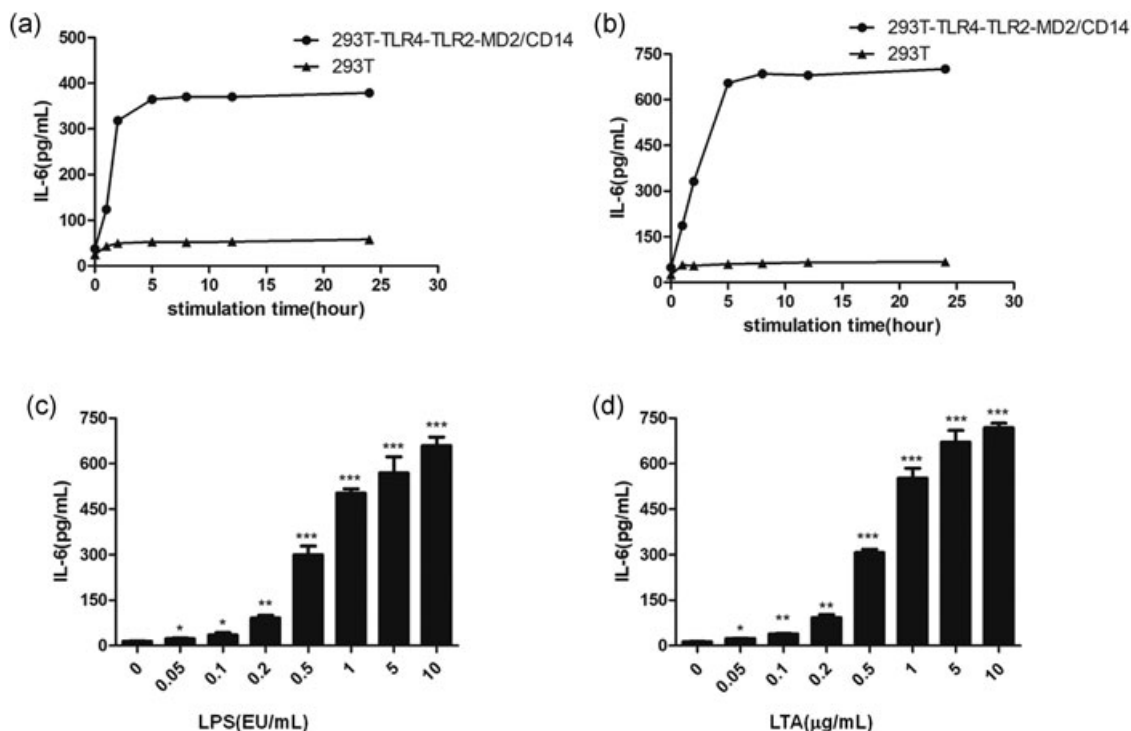 (a)
293T-TLR4-TLR2-MD2/CD14
293T
IL-6(pg/mL)
500
400
300
200
100
0
0 5 10 15 20 25 30
stimulation time(hour)
(b)
293T-TLR4-TLR2-MD2/CD14
293T
IL-6(pg/mL)
750
600
450
300
150
0
0 5 10 15 20 25 30
stimulation time(hour)
(c)
IL-6(pg/mL)
750
600
450
300
150
0
* * ** *** *** *** ***
0 0.05 0.1 0.2 0.5 1 5 10
LPS(EU/mL)
(d)
IL-6(pg/mL)
750
600
450
300
150
0
* ** ** *** *** *** ***
0 0.05 0.1 0.2 0.5 1 5 10
LTA(μg/mL)